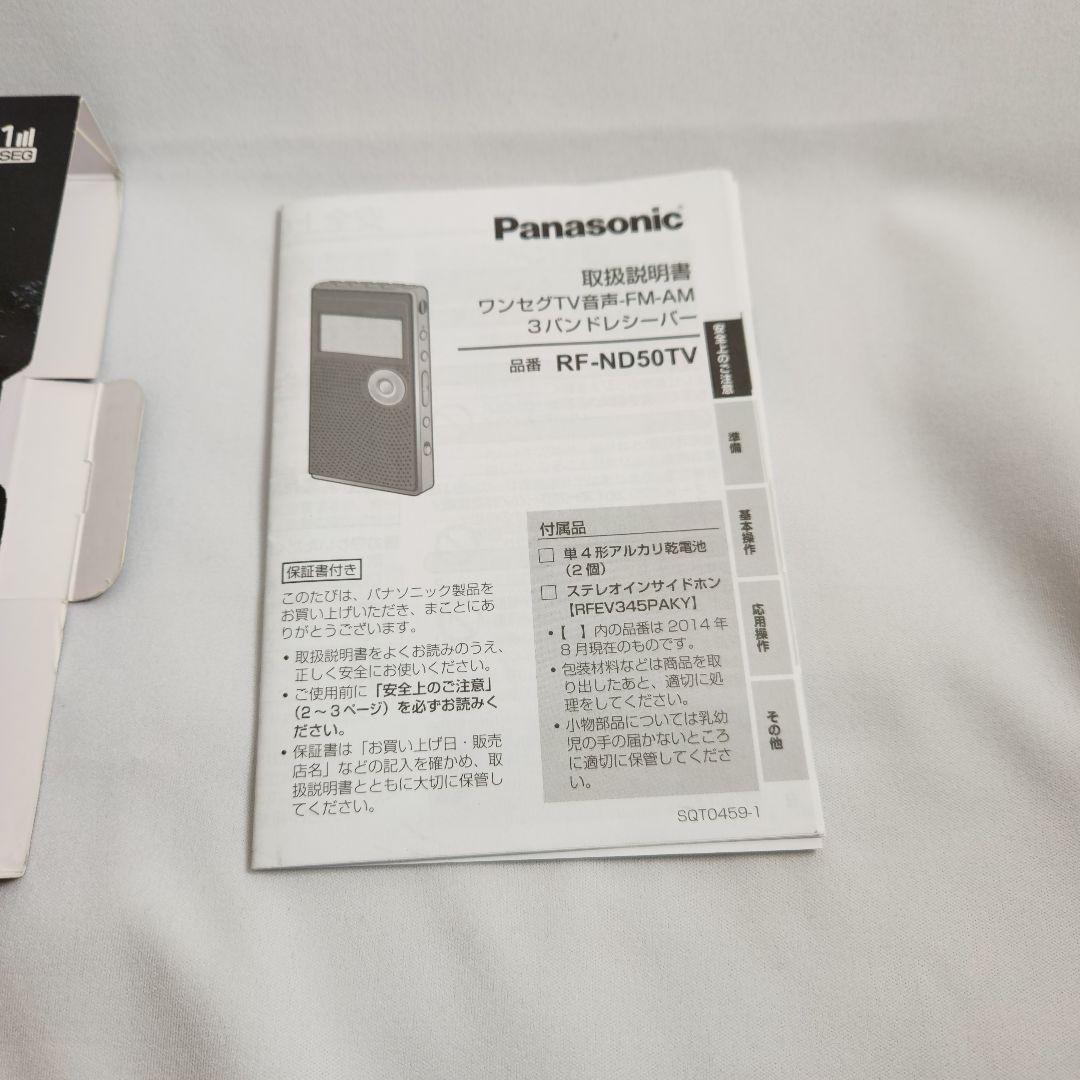 1
SEG
Panasonic
取扱説明書
ワンセグTV音声-FM-AM
3バンドレシーバー
品番 RF-ND50TV
安全上のご注意
準備
基本操作
応用操作
その他
保証書付き
このたびは、パナソニック製品を
お買い上げいただき、まことにあ
りがとうございます。
• 取扱説明書をよくお読みのうえ、
正しく安全にお使いください。
• ご使用前に「安全上のご注意」
(2～3ページ)を必ずお読みく
ださい。
• 保証書は「お買い上げ日・販売
店名」などの記入を確かめ、取
扱説明書とともに大切に保管し
てください。
付属品
□ 単4形アルカリ乾電池
(2個)
□ ステレオインサイドホン
【RFEV345PAKY】
•【 】内の品番は2014年
8月現在のものです。
• 包装材料などは商品を取
り出したあと、適切に処
理をしてください。
• 小物部品については乳幼
児の手の届かないところ
に適切に保管してくださ
い。
SQT0459-1